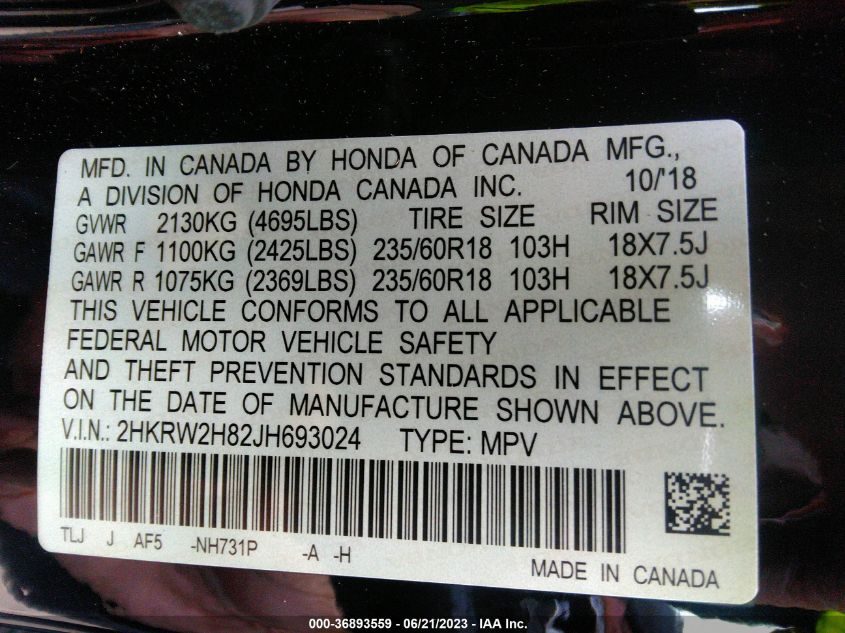 MFD. IN CANADA BY HONDA OF CANADA MFG.,
A DIVISION OF HONDA CANADA INC. 10/'18
GVWR 2130KG (4695LBS) TIRE SIZE RIM SIZE
GAWR F 1100KG (2425LBS) 235/60R18 103H 18X7.5J
GAWR R 1075KG (2369LBS) 235/60R18 103H 18X7.5J
THIS VEHICLE CONFORMS TO ALL APPLICABLE
FEDERAL MOTOR VEHICLE SAFETY
AND THEFT PREVENTION STANDARDS IN EFFECT
ON THE DATE OF MANUFACTURE SHOWN ABOVE.
V.I.N.: 2HKRW2H82JH693024 TYPE: MPV
TLJ J AF5 -NH731P -A -H
MADE IN CANADA
000-36893559 - 06/21/2023 - IAA Inc.